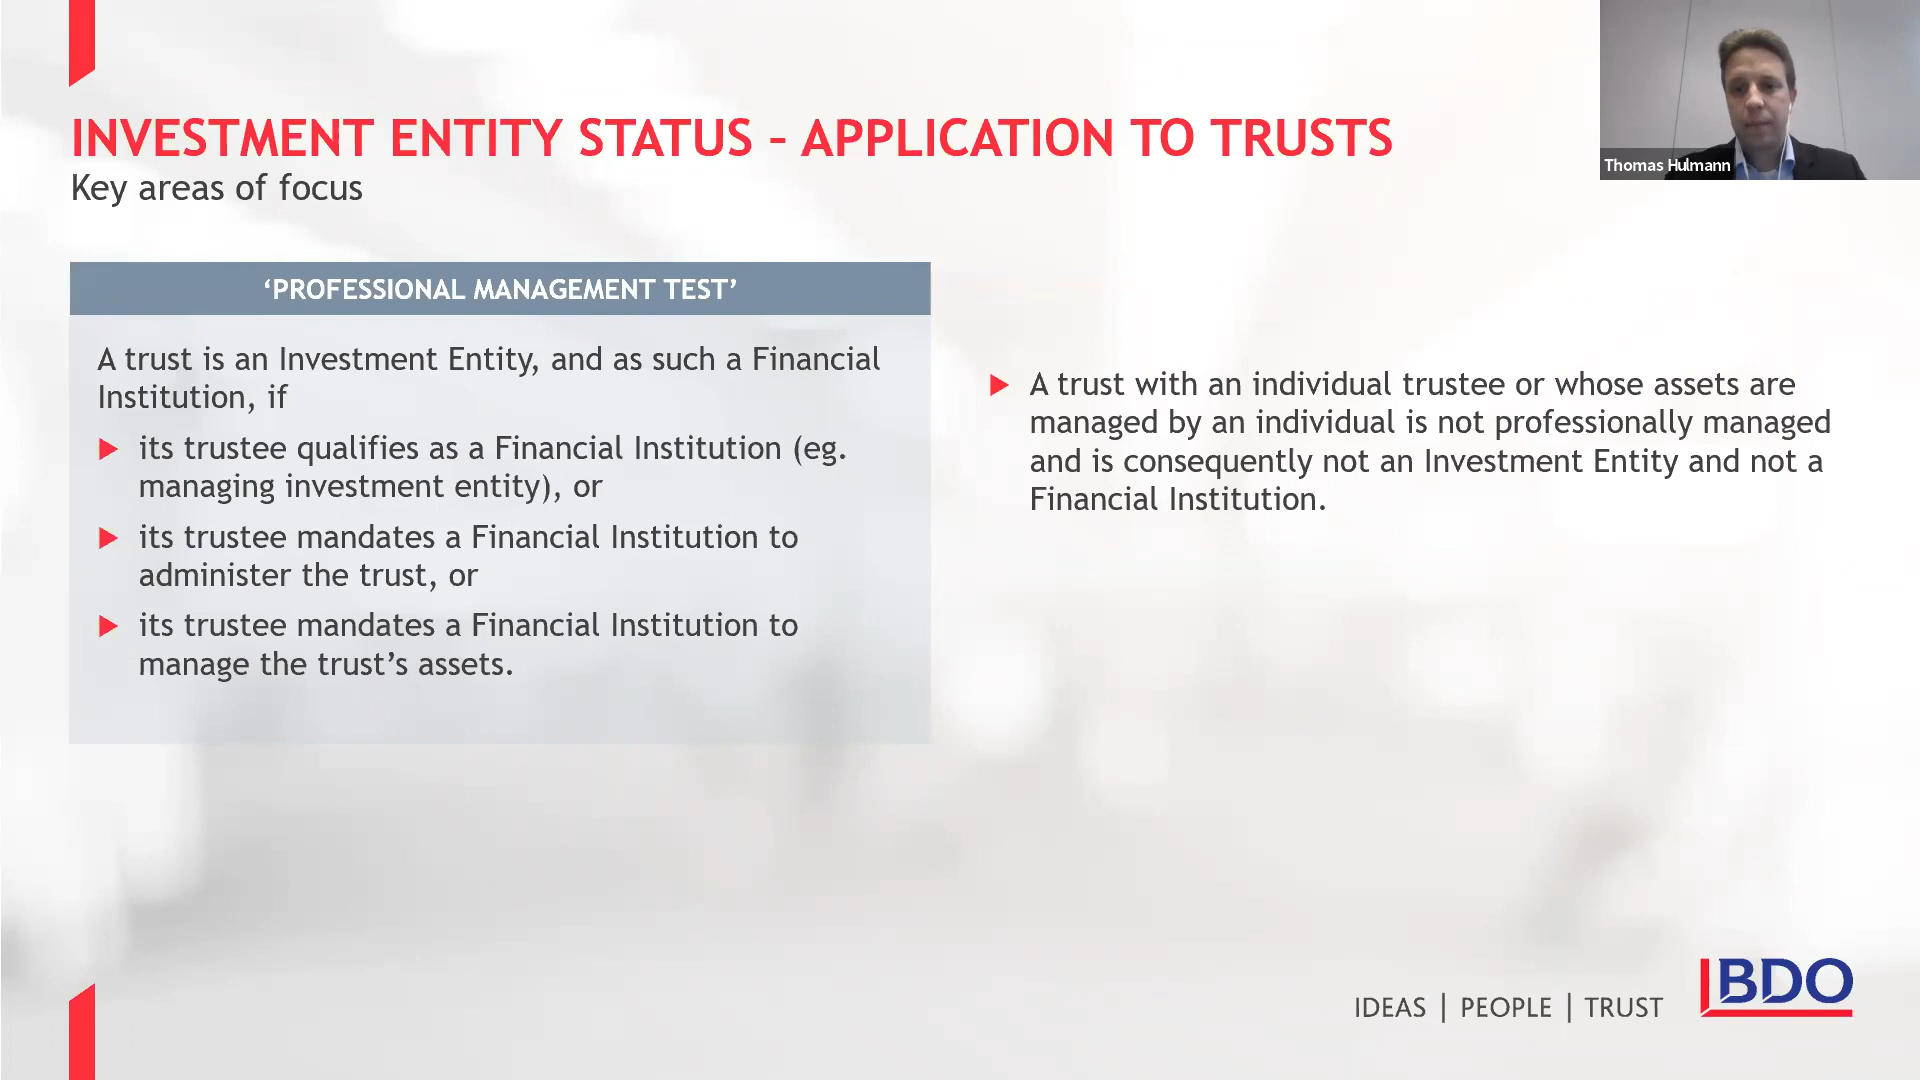 INVESTMENT ENTITY STATUS – APPLICATION TO TRUSTS
Key areas of focus
Thomas Hulmann
‘PROFESSIONAL MANAGEMENT TEST’
A trust is an Investment Entity, and as such a Financial
Institution, if
its trustee qualifies as a Financial Institution (eg.
managing investment entity), or
its trustee mandates a Financial Institution to
administer the trust, or
its trustee mandates a Financial Institution to
manage the trust’s assets.
A trust with an individual trustee or whose assets are
managed by an individual is not professionally managed
and is consequently not an Investment Entity and not a
Financial Institution.
IDEAS | PEOPLE | TRUST
BDO